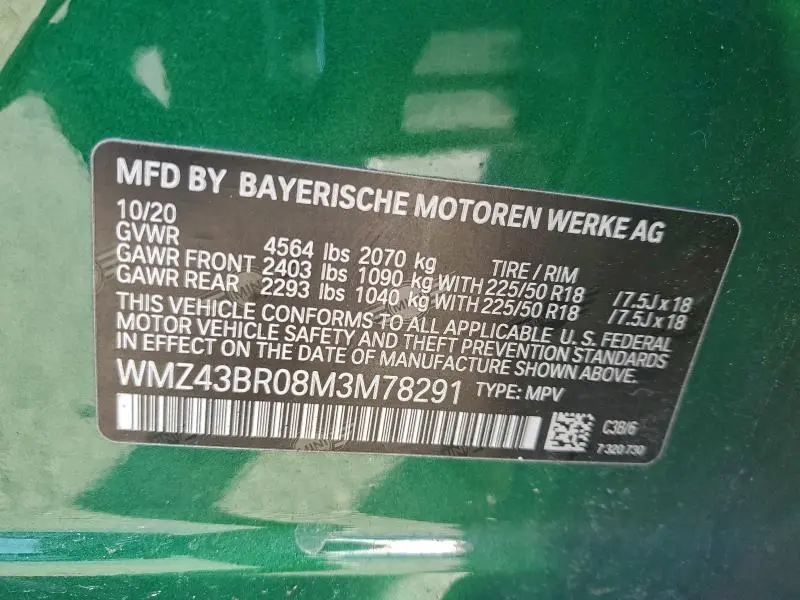 MFD BY BAYERISCHE MOTOREN WERKE AG
10/20
GVWR 4564 lbs 2070 kg TIRE / RIM
GAWR FRONT 2403 lbs 1090 kg WITH 225/50 R18 /7.5J x 18
GAWR REAR 2293 lbs 1040 kg WITH 225/50 R18 /7.5J x 18
THIS VEHICLE CONFORMS TO ALL APPLICABLE U.S. FEDERAL
MOTOR VEHICLE SAFETY AND THEFT PREVENTION STANDARDS
IN EFFECT ON THE DATE OF MANUFACTURE SHOWN ABOVE.
WMZ43BR08M3M78291 TYPE: MPV
C38/6
7 320 730
MINI
MINI
MINI